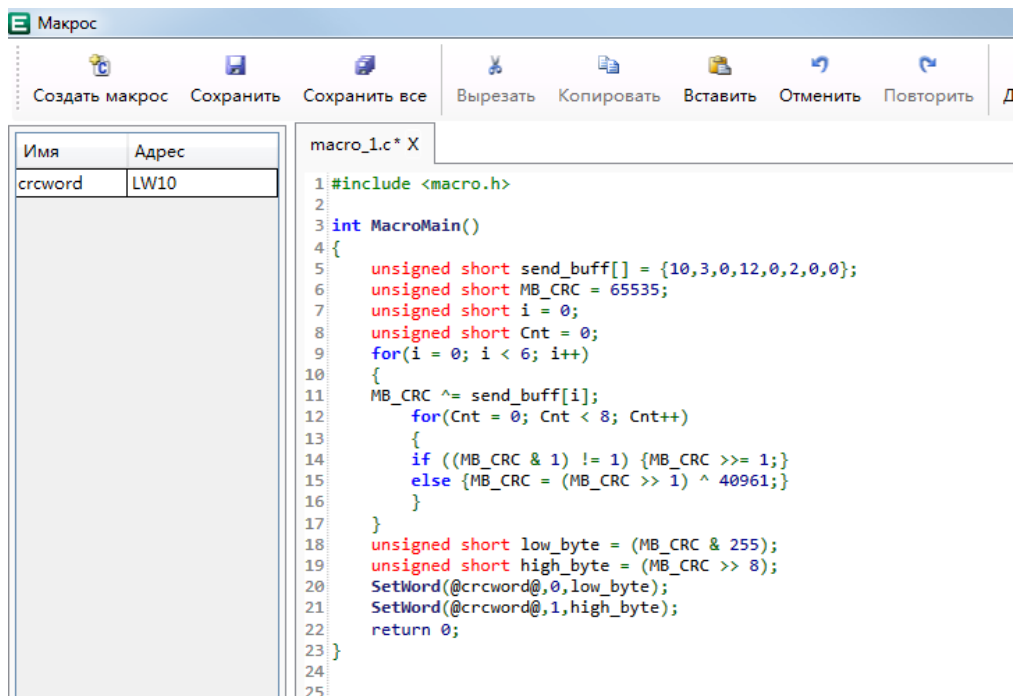 Макрос
Создать макрос Сохранить Сохранить все Вырезать Копировать Вставить Отменить Повторить
Имя Адрес
crcword LW10
macro_1.c* X
1 #include <macro.h>
2
3 int MacroMain()
4 {
5 unsigned short send_buff[] = {10,3,0,12,0,2,0,0};
6 unsigned short MB_CRC = 65535;
7 unsigned short i = 0;
8 unsigned short Cnt = 0;
9 for(i = 0; i < 6; i++)
10 {
11 MB_CRC ^= send_buff[i];
12 for(Cnt = 0; Cnt < 8; Cnt++)
13 {
14 if ((MB_CRC & 1) != 1) {MB_CRC >>= 1;}
15 else {MB_CRC = (MB_CRC >> 1) ^ 40961;}
16 }
17 }
18 unsigned short low_byte = (MB_CRC & 255);
19 unsigned short high_byte = (MB_CRC >> 8);
20 SetWord(@crcword@,0,low_byte);
21 SetWord(@crcword@,1,high_byte);
22 return 0;
23 }
24
25